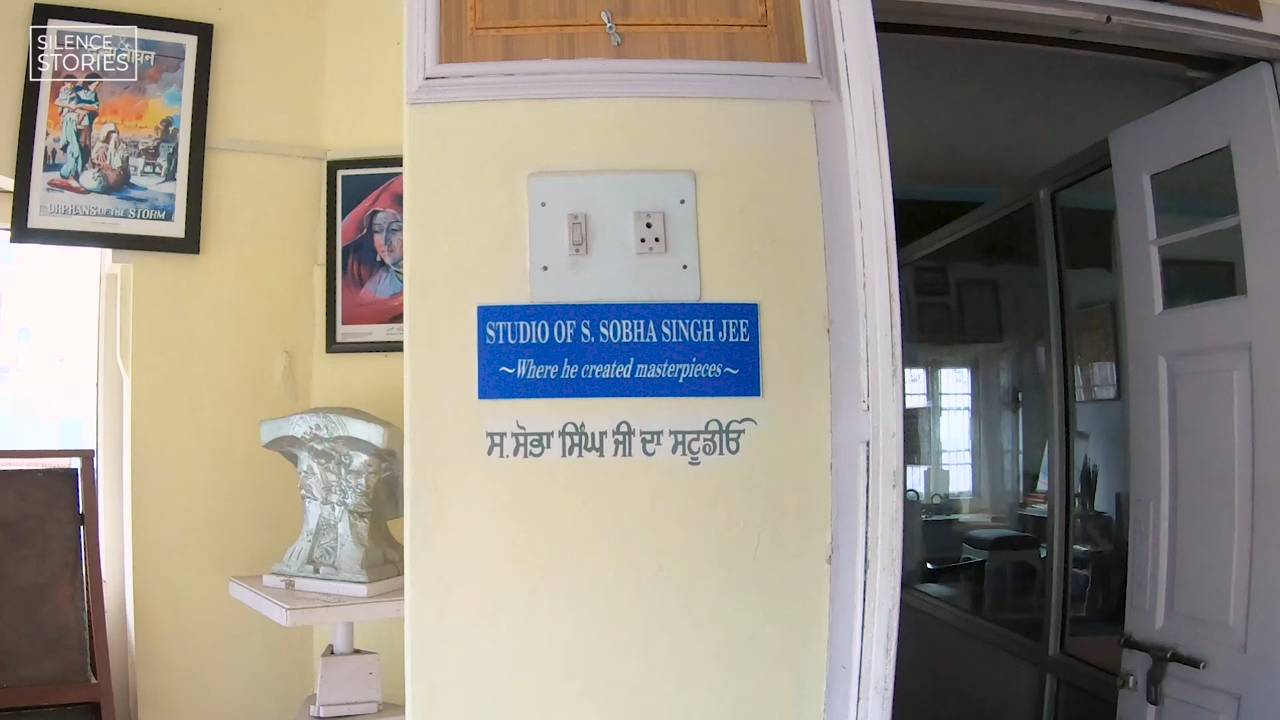 SILENCE &
STORIES
ORPHANS OF THE STORM
STUDIO OF S. SOBHA SINGH JEE
~Where he created masterpieces~
ਸ. ਸੋਭਾ ਸਿੰਘ ਜੀ ਦਾ ਸਟੂਡੀਓ